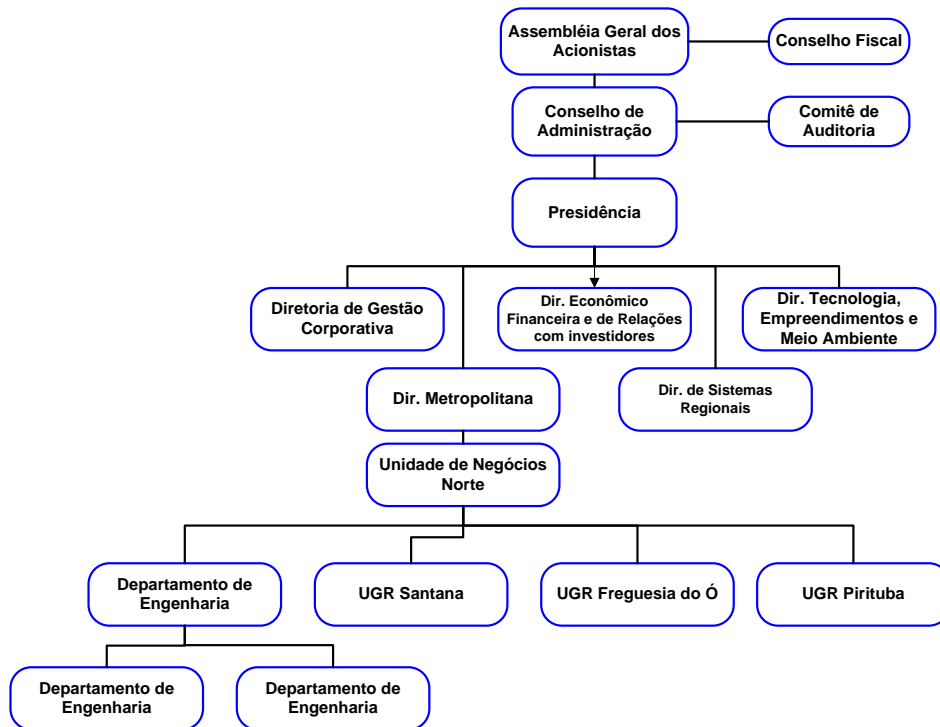 Assembléia Geral dos
Acionistas
Conselho Fiscal
Conselho de
Administração
Comitê de
Auditoria
Presidência
Diretoria de Gestão
Corporativa
Dir. Econômico
Financeira e de Relações
com investidores
Dir. Tecnologia,
Empreendimentos e
Meio Ambiente
Dir. Metropolitana
Dir. de Sistemas
Regionais
Unidade de Negócios
Norte
Departamento de
Engenharia
UGR Santana
UGR Freguesia do Ó
UGR Pirituba
Departamento de
Engenharia
Departamento de
Engenharia